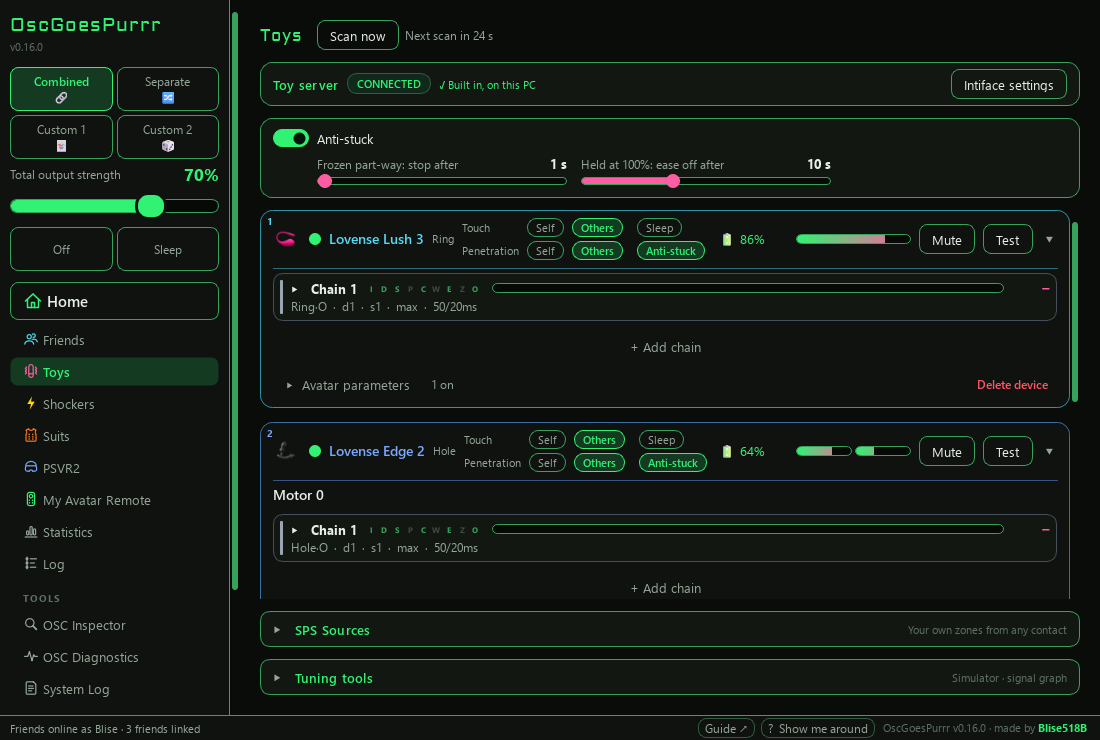 OscGoesPurrr
v0.16.0
Combined
Separate
Custom 1
Custom 2
Total output strength 70%
Off
Sleep
Home
Friends
Toys
Shockers
Suits
PSVR2
My Avatar Remote
Statistics
Log
TOOLS
OSC Inspector
OSC Diagnostics
System Log
Toys Scan now Next scan in 24 s
Toy server CONNECTED ✓ Built in, on this PC Intiface settings
Anti-stuck
Frozen part-way: stop after 1 s Held at 100%: ease off after 10 s
1
Lovense Lush 3 Ring 86% Mute Test ▾
Touch Self Others Sleep
Penetration Self Others Anti-stuck
▸ Chain 1 I D S P C W E Z O −
Ring·O · d1 · s1 · max · 50/20ms
+ Add chain
▸ Avatar parameters 1 on Delete device
2
Lovense Edge 2 Hole 64% Mute Test ▾
Touch Self Others Sleep
Penetration Self Others Anti-stuck
Motor 0
▸ Chain 1 I D S P C W E Z O −
Hole·O · d1 · s1 · max · 50/20ms
+ Add chain
▸ SPS Sources Your own zones from any contact
▸ Tuning tools Simulator · signal graph
Friends online as Blise · 3 friends linked Guide ↗ ? Show me around OscGoesPurrr v0.16.0 · made by Blise518B